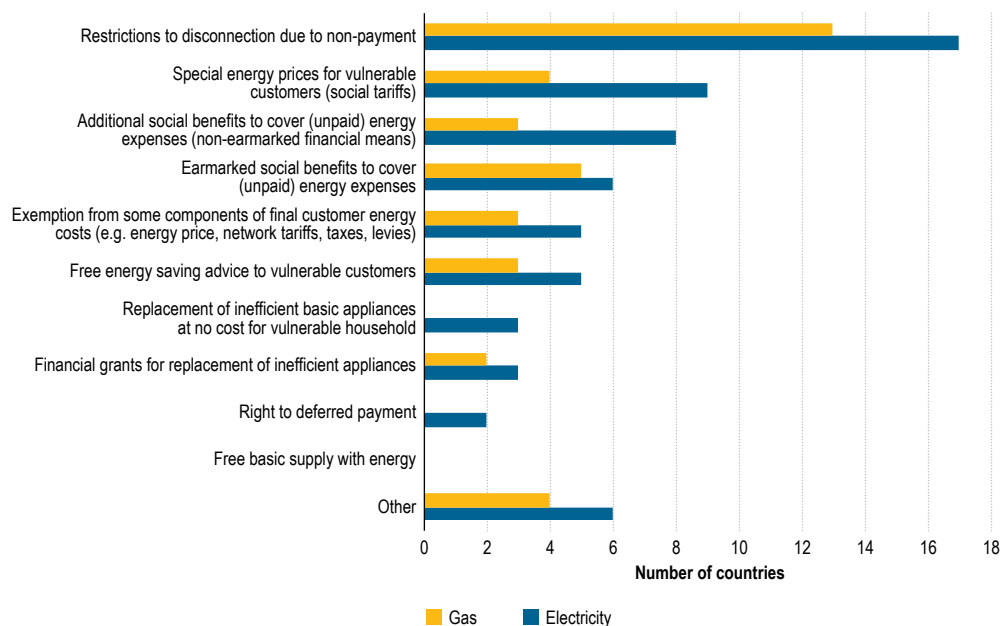 Restrictions to disconnection due to non-payment
Special energy prices for vulnerable
customers (social tariffs)
Additional social benefits to cover (unpaid) energy
expenses (non-earmarked financial means)
Earmarked social benefits to cover
(unpaid) energy expenses
Exemption from some components of final customer energy
costs (e.g. energy price, network tariffs, taxes, levies)
Free energy saving advice to vulnerable customers
Replacement of inefficient basic appliances
at no cost for vulnerable household
Financial grants for replacement of inefficient appliances
Right to deferred payment
Free basic supply with energy
Other
0 2 4 6 8 10 12 14 16 18
Number of countries
Gas Electricity